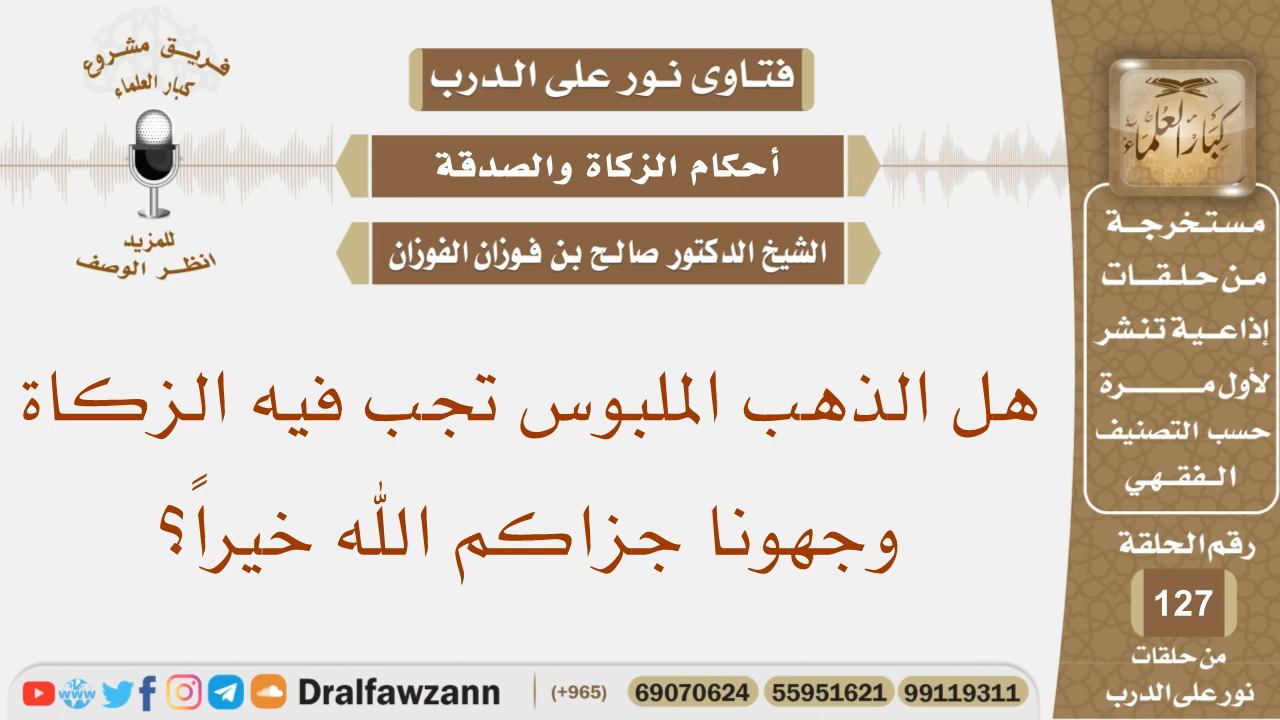 فريق مشروع
كبار العلماء
للمزيد
انظر الوصف
فتاوى نور على الدرب
أحكام الزكاة والصدقة
الشيخ الدكتور صالح بن فوزان الفوزان
هل الذهب الملبوس تجب فيه الزكاة
وجهونا جزاكم الله خيراً؟
كبار العلماء
مستخرجة
من حلقات
إذاعية تنشر
لأول مرة
حسب التصنيف
الفقهي
رقم الحلقة
127
من حلقات
نور على الدرب
www Dralfawzann (+965) 69070624 55951621 99119311